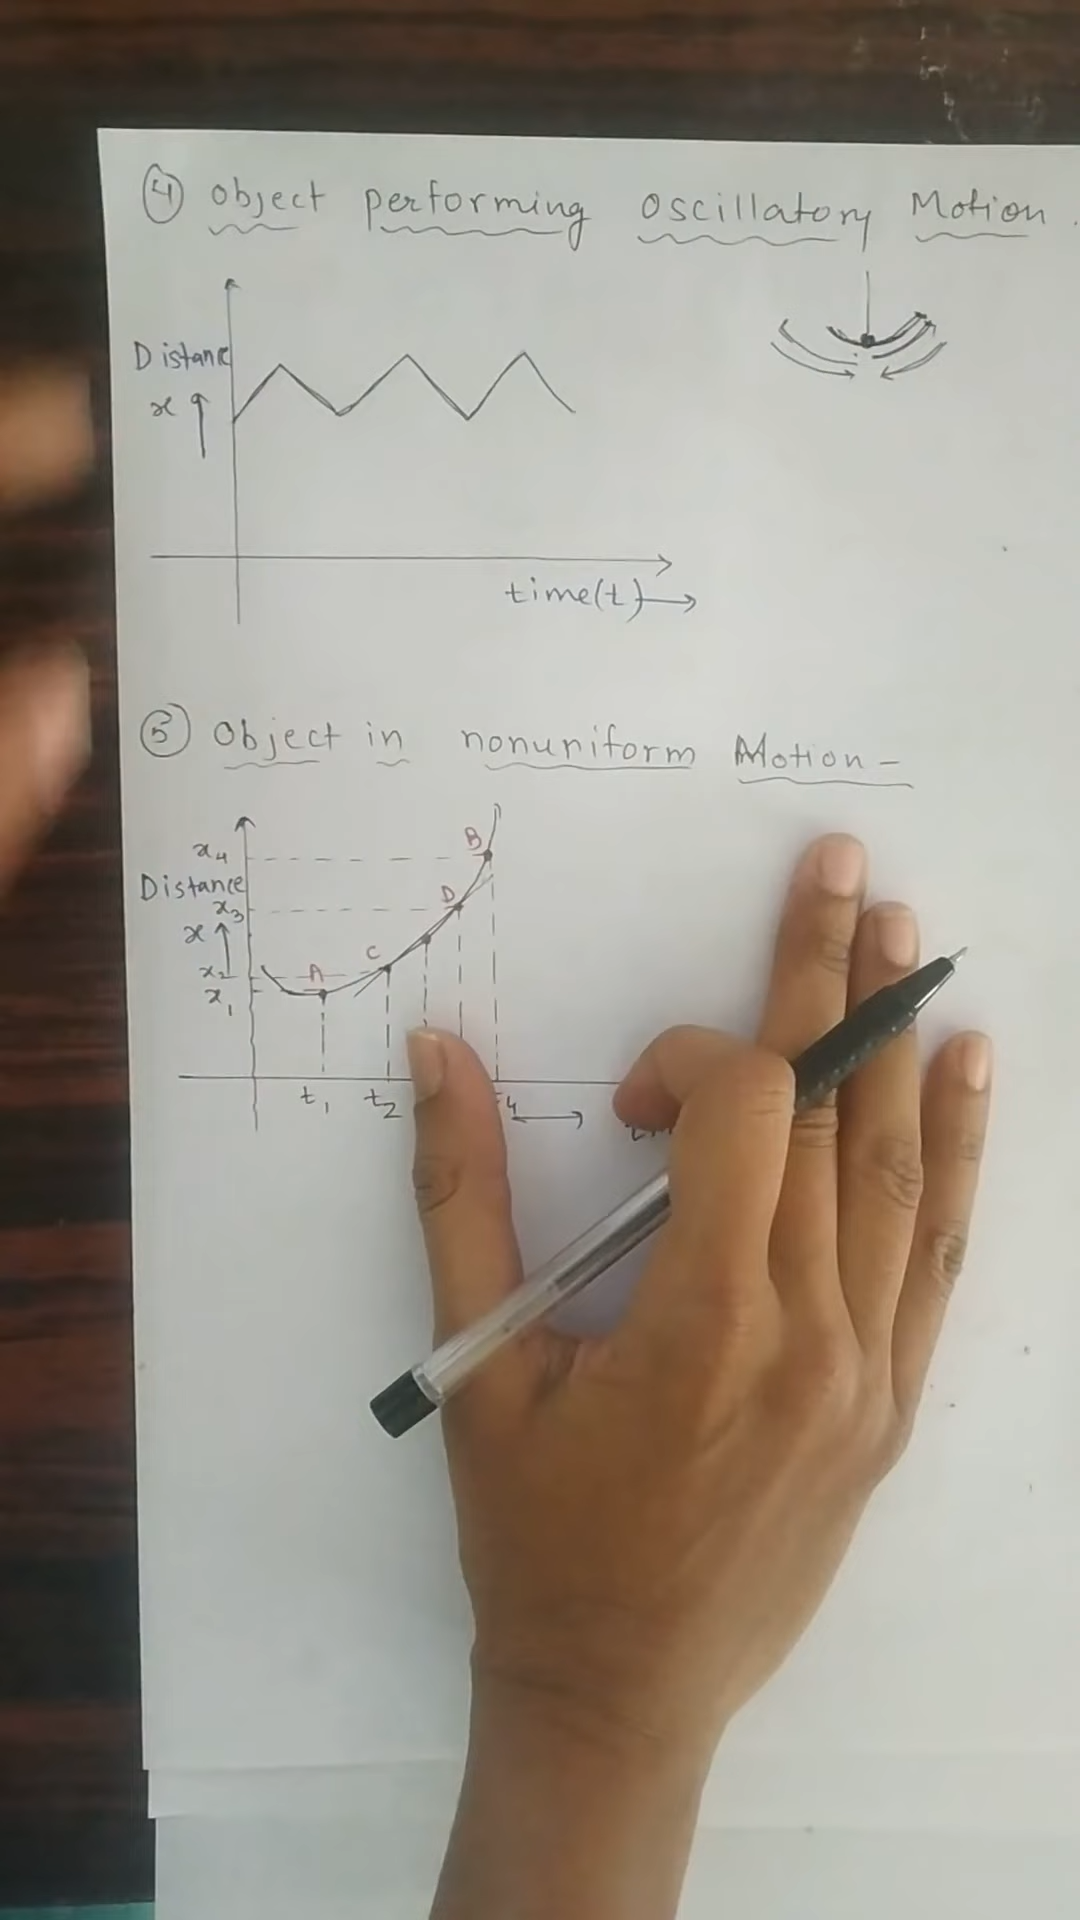 ④ Object performing Oscillatory Motion.
Distance
x
time(t)
⑤ Object in nonuniform Motion -
B
x₄
Distance
D
x₃
x
C
x₂
A
x₁
t₁ t₂